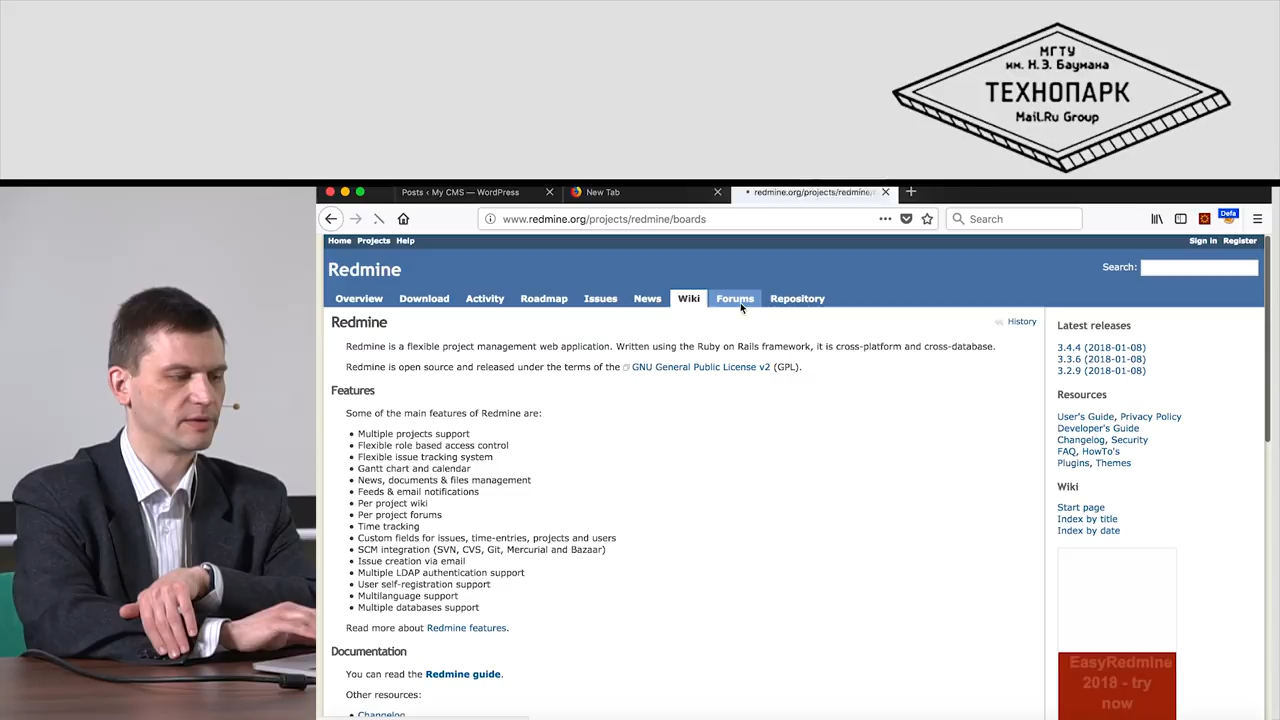 МГТУ
им. Н.Э. Баумана
ТЕХНОПАРК
Mail.Ru Group
Posts ‹ My CMS — WordPress
New Tab
redmine.org/projects/redmine/
www.redmine.org/projects/redmine/boards
Search
Defa
Home Projects Help
Sign in Register
Redmine
Search:
Overview Download Activity Roadmap Issues News Wiki Forums Repository
Redmine
« History
Redmine is a flexible project management web application. Written using the Ruby on Rails framework, it is cross-platform and cross-database.
Redmine is open source and released under the terms of the GNU General Public License v2 (GPL).
Features
Some of the main features of Redmine are:
Multiple projects support
Flexible role based access control
Flexible issue tracking system
Gantt chart and calendar
News, documents & files management
Feeds & email notifications
Per project wiki
Per project forums
Time tracking
Custom fields for issues, time-entries, projects and users
SCM integration (SVN, CVS, Git, Mercurial and Bazaar)
Issue creation via email
Multiple LDAP authentication support
User self-registration support
Multilanguage support
Multiple databases support
Read more about Redmine features.
Documentation
You can read the Redmine guide.
Other resources:
Changelog
Latest releases
3.4.4 (2018-01-08)
3.3.6 (2018-01-08)
3.2.9 (2018-01-08)
Resources
User's Guide, Privacy Policy
Developer's Guide
Changelog, Security
FAQ, HowTo's
Plugins, Themes
Wiki
Start page
Index by title
Index by date
EasyRedmine
2018 - try
now